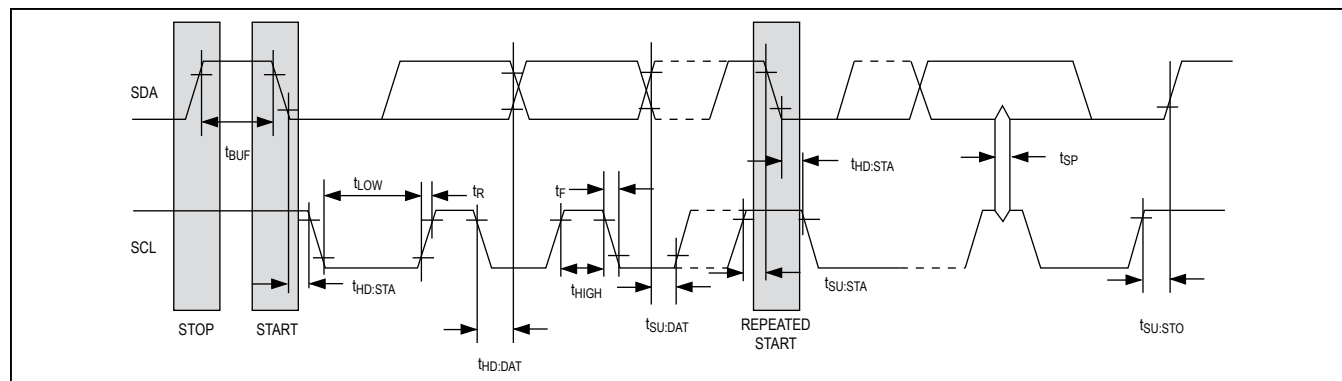 SDA
tBUF
tHD:STA
tSP
tLOW
tR
tF
SCL
tHD:STA
tHIGH
tSU:STA
tSU:DAT
tSU:STO
STOP
START
REPEATED
START
tHD:DAT